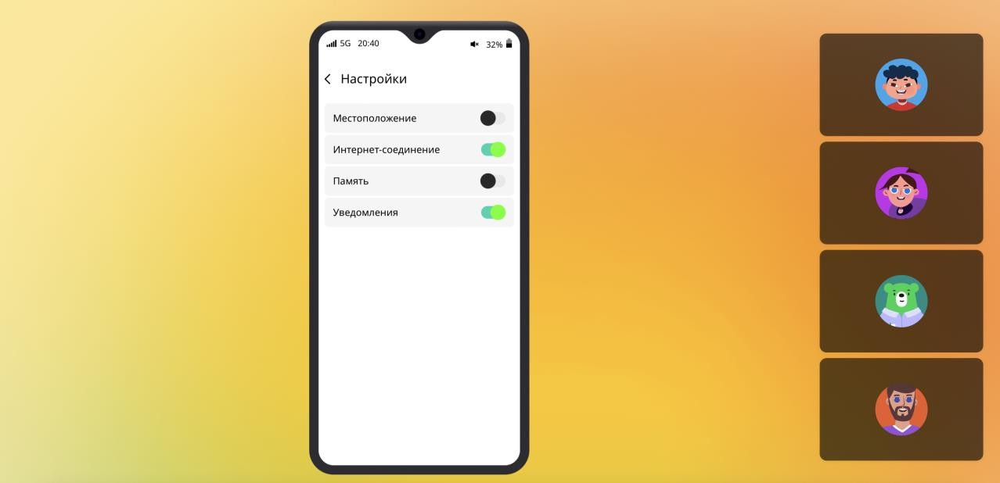 5G 20:40 32%
Настройки
Местоположение
Интернет-соединение
Память
Уведомления